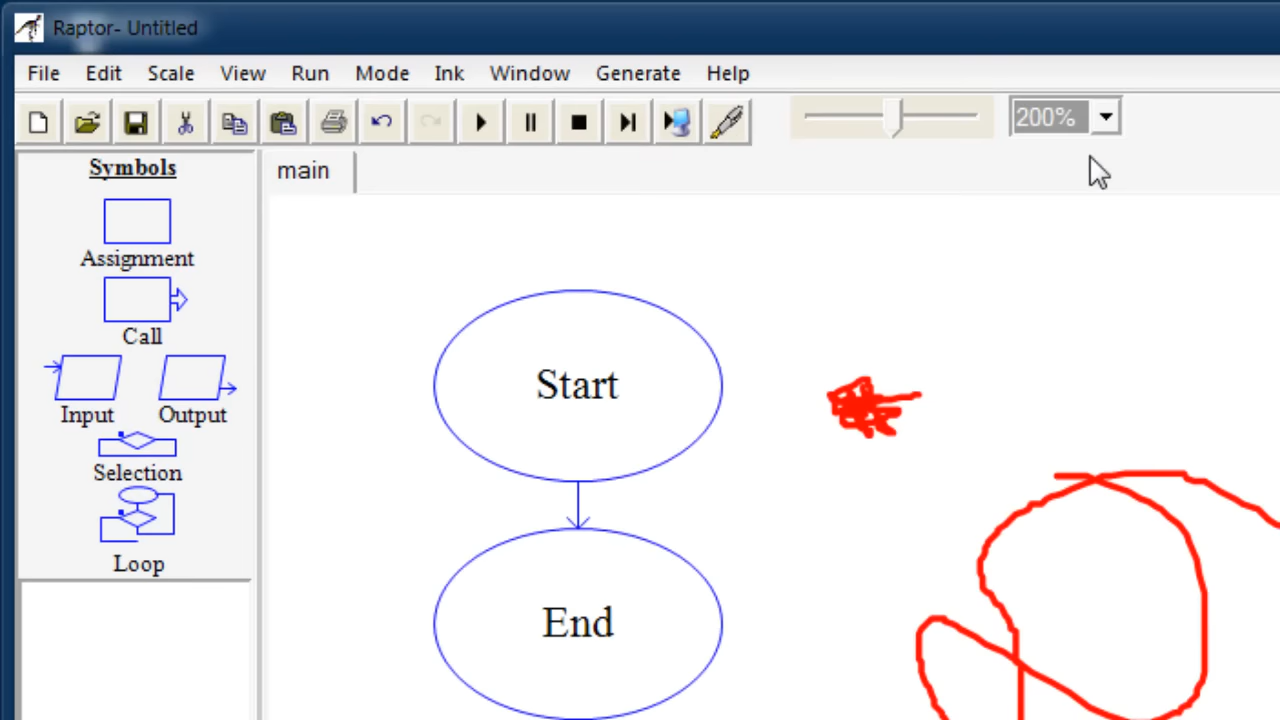 Raptor- Untitled
File Edit Scale View Run Mode Ink Window Generate Help
200%
Symbols
main
Assignment
Call
Input Output
Selection
Loop
Start
End